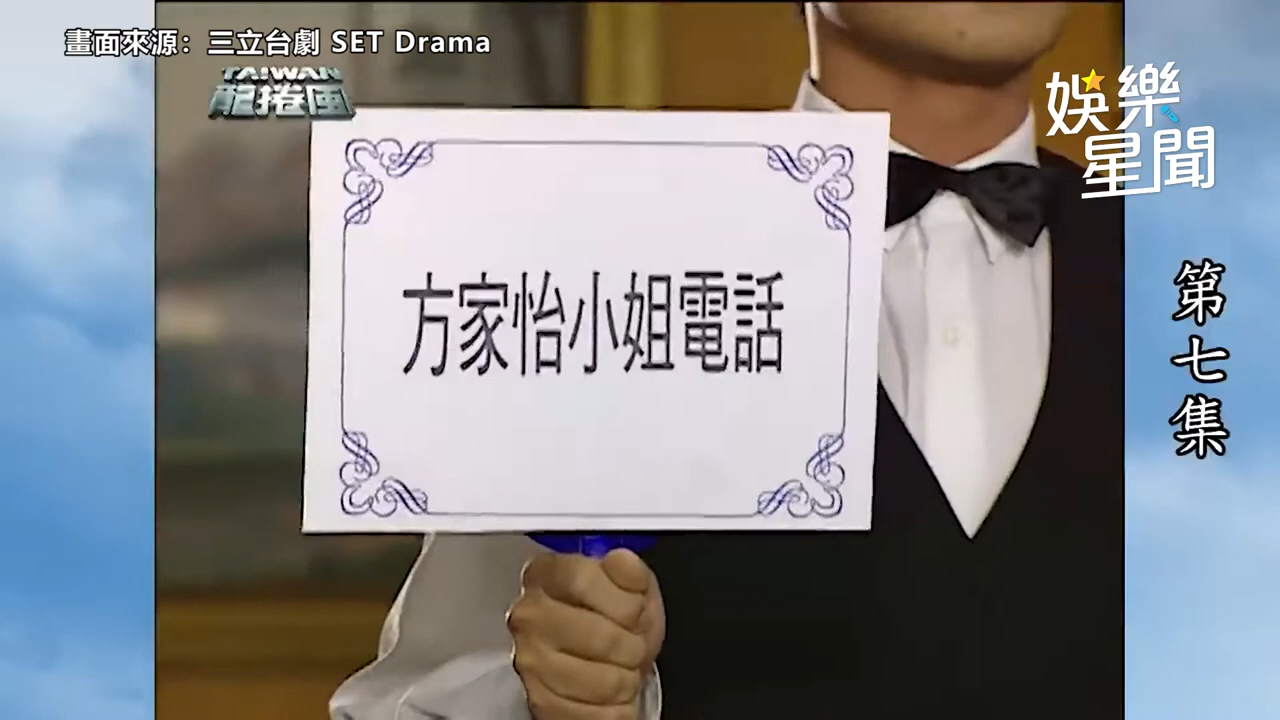 畫面來源：三立台劇 SET Drama
TAIWAN
龍捲風
娛樂
星聞
方家怡小姐電話
第七集